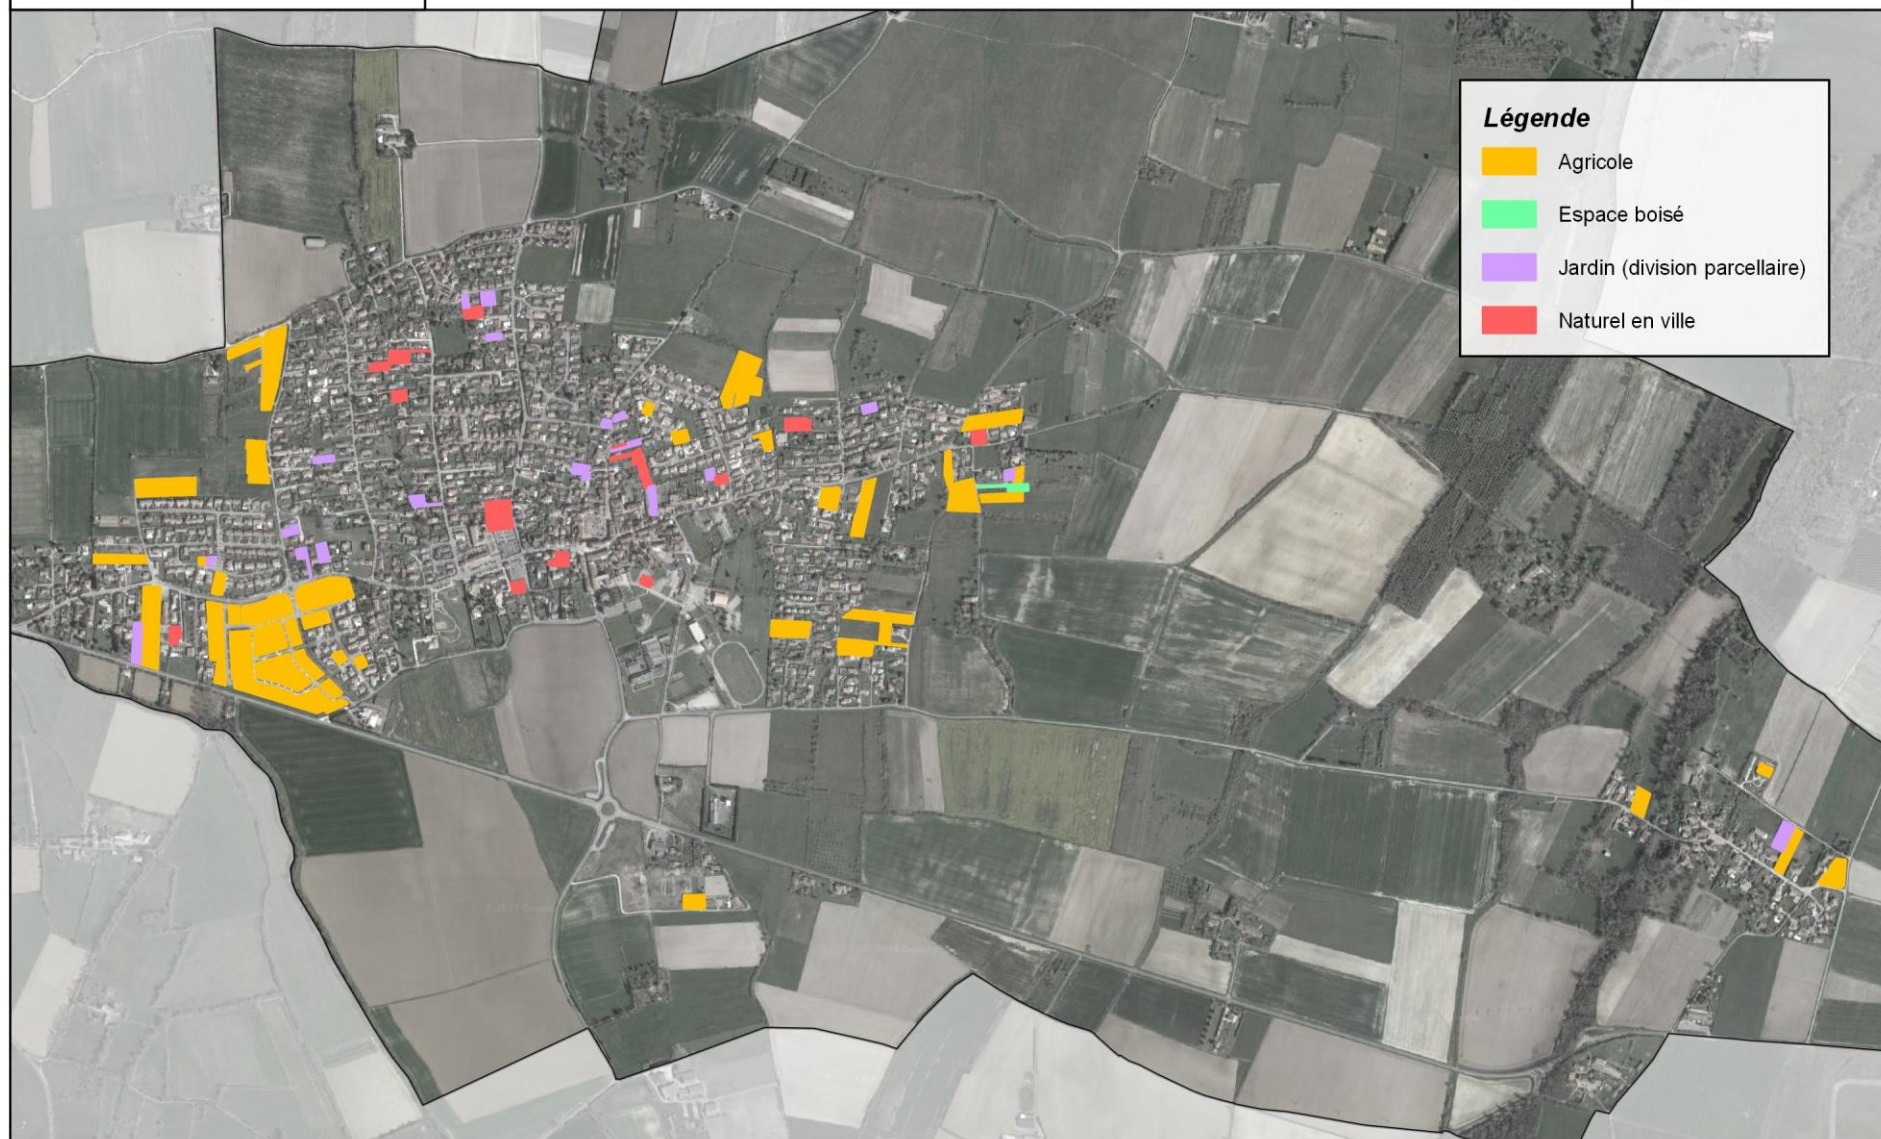 Légende
Agricole
Espace boisé
Jardin (division parcellaire)
Naturel en ville